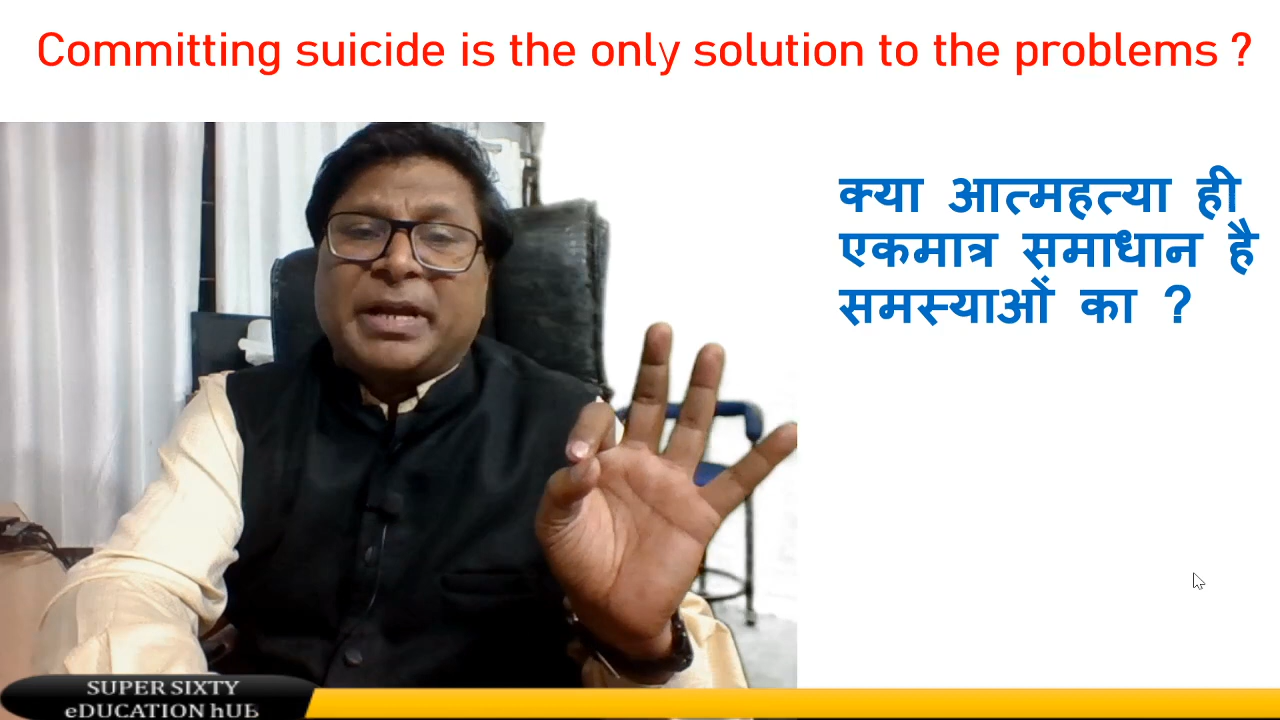 Committing suicide is the only solution to the problems ?
क्या आत्महत्या ही
एकमात्र समाधान है
समस्याओं का ?
SUPER SIXTY
eDUCATION hUB